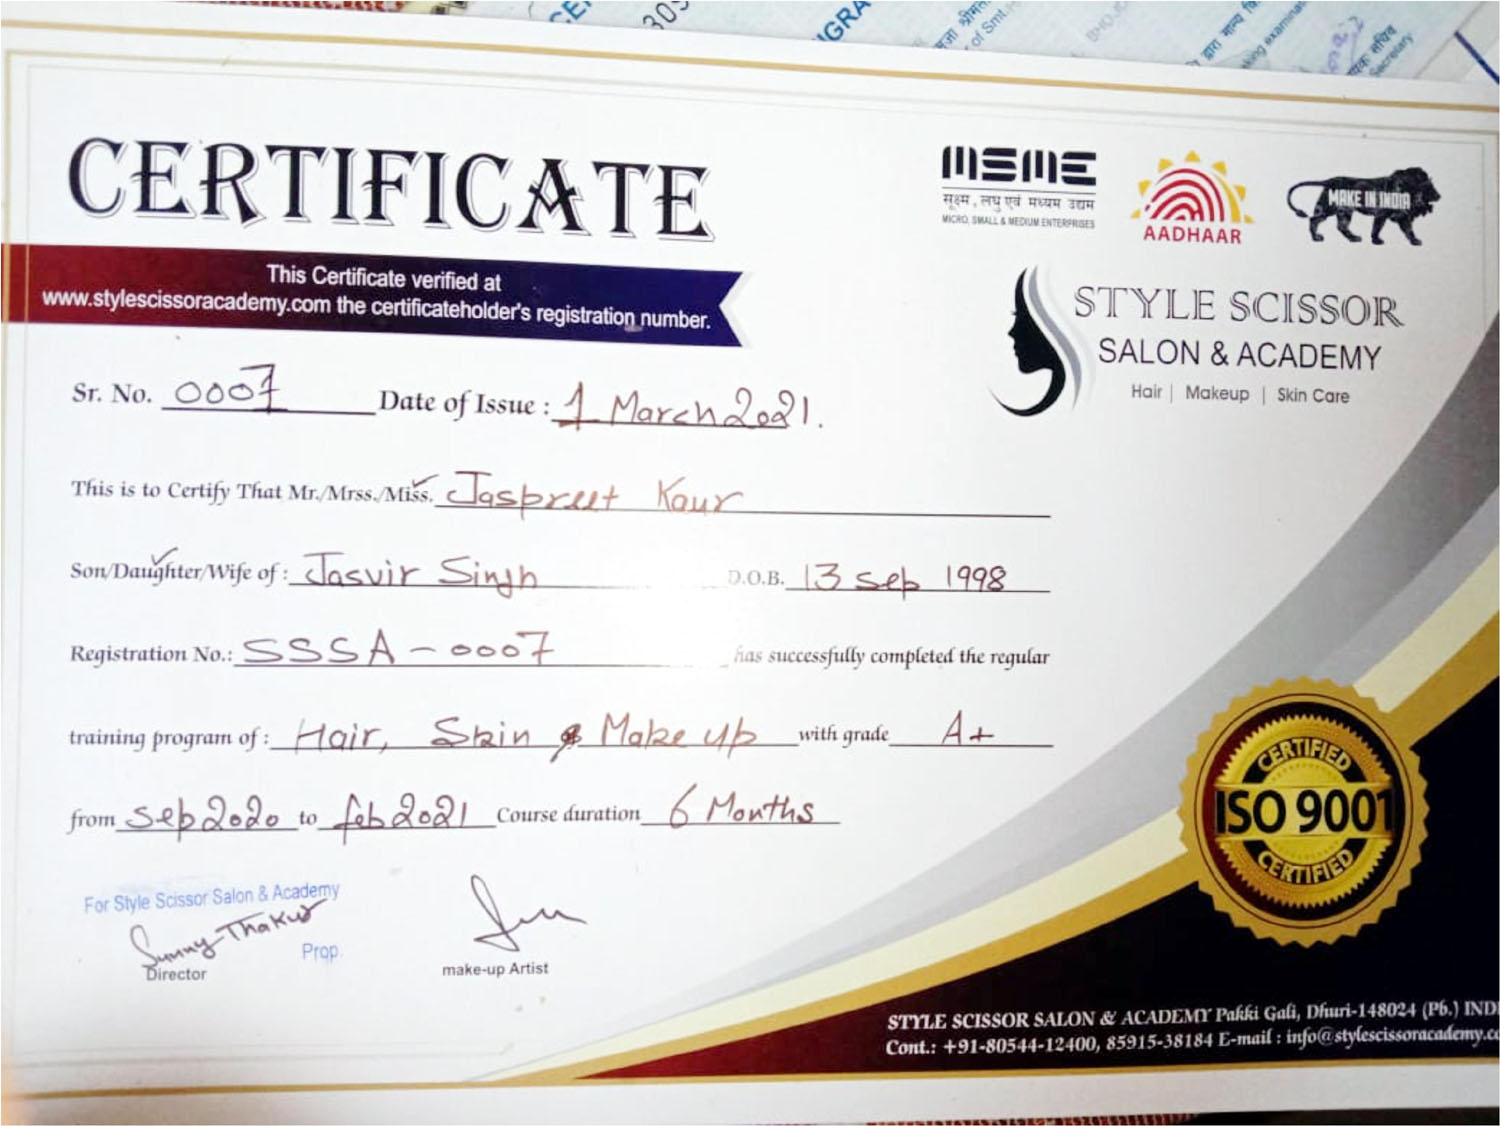 CERTIFICATE
This Certificate verified at
www.stylescissoracademy.com the certificateholder's registration number.
MSME
सूक्ष्म, लघु एवं मध्यम उद्यम
MICRO, SMALL & MEDIUM ENTERPRISES
AADHAAR
MAKE IN INDIA
STYLE SCISSOR
SALON & ACADEMY
Hair | Makeup | Skin Care
Sr. No. 0007 Date of Issue : 1 March 2021.
This is to Certify That Mr./Mrss./Miss. Jaspreet Kaur
Son/Daughter/Wife of : Jasvir Singh D.O.B. 13 Sep 1998
Registration No.: SSSA-0007 has successfully completed the regular
training program of : Hair, Skin & Make up with grade A+
from Sep 2020 to feb 2021 Course duration 6 Months
For Style Scissor Salon & Academy
Sunny Thakur
Prop.
Director
make-up Artist
CERTIFIED
ISO 9001
CERTIFIED
STYLE SCISSOR SALON & ACADEMY Pakki Gali, Dhuri-148024 (Pb.) INDI
Cont.: +91-80544-12400, 85915-38184 E-mail : info@stylescissoracademy.co